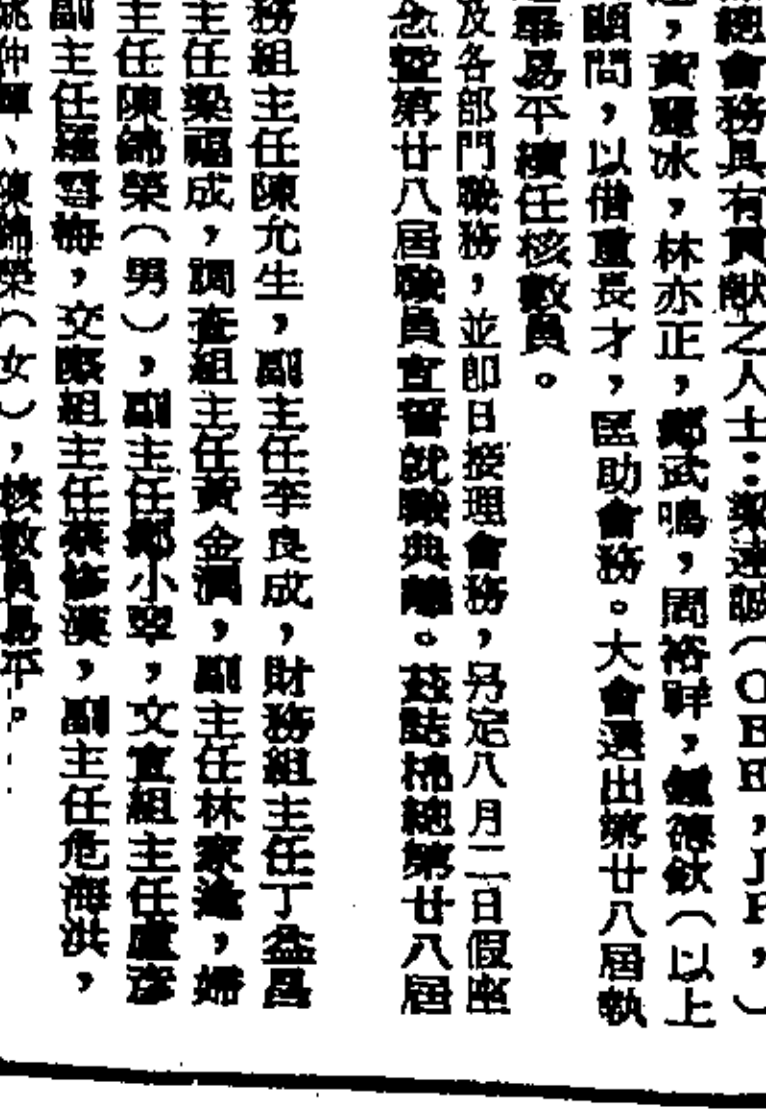 總會務具有貢献之人士：梁達誠（OBE，JP，）
，黃麗冰，林亦正，鄭武鳴，周裕祥，鍾德欽（以上
顧問，以借重長才，匡助會務。大會選出第廿八屆執
畢易平續任核數員。
及各部門職務，並即日接理會務，另定八月二日假座
念暨第廿八屆職員宣誓就職典禮。茲誌棉總第廿八屆
務組主任陳允生，副主任李良成，財務組主任丁益昌
主任梁福成，調查組主任黃金潤，副主任林家逢，婦
主任陳錦榮（男），副主任鄭小翠，文宣組主任盧彥
副主任羅雪梅，交際組主任蔡修漢，副主任危海洪，
姚仲暉、陳錦榮（女），核數員易平。